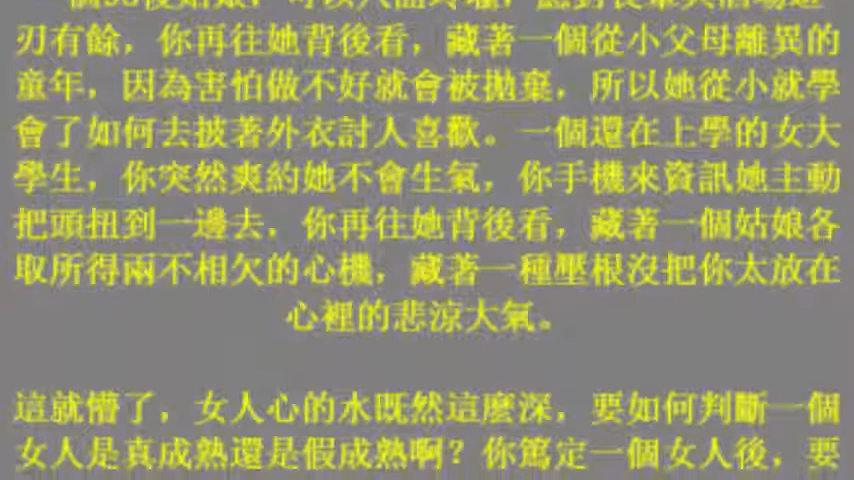 刃有餘，你再往她背後看，藏著一個從小父母離異的
童年，因為害怕做不好就會被拋棄，所以她從小就學
會了如何去披著外衣討人喜歡。一個還在上學的女大
學生，你突然爽約她不會生氣，你手機來資訊她主動
把頭扭到一邊去，你再往她背後看，藏著一個姑娘各
取所得兩不相欠的心機，藏著一種壓根沒把你太放在
心裡的悲涼大氣。
這就懵了，女人心的水既然這麼深，要如何判斷一個
女人是真成熟還是假成熟啊？你篤定一個女人後，要